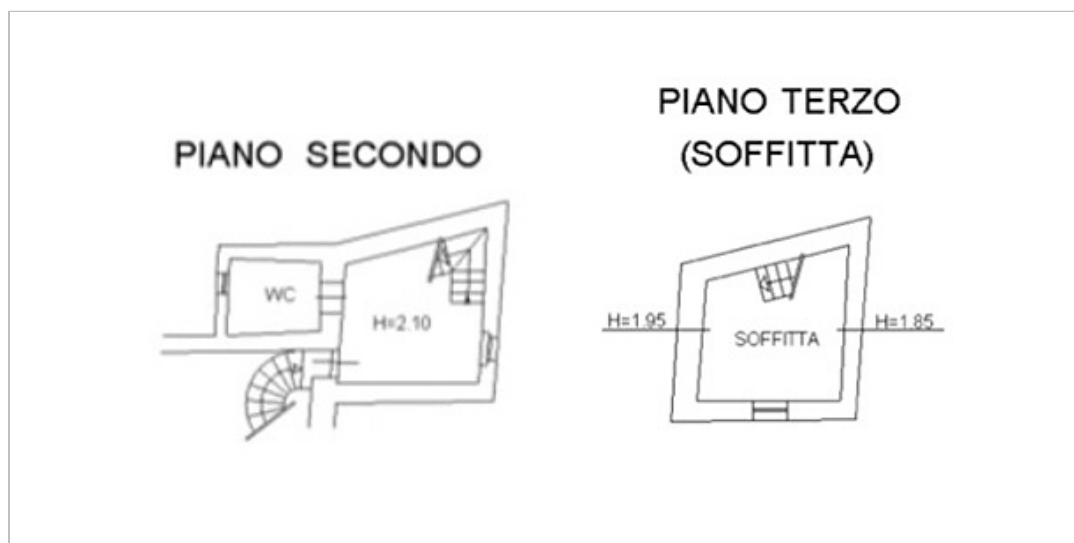 PIANO SECONDO
WC
H=2.10
PIANO TERZO
(SOFFITTA)
H=1.95
SOFFITTA
H=1.85